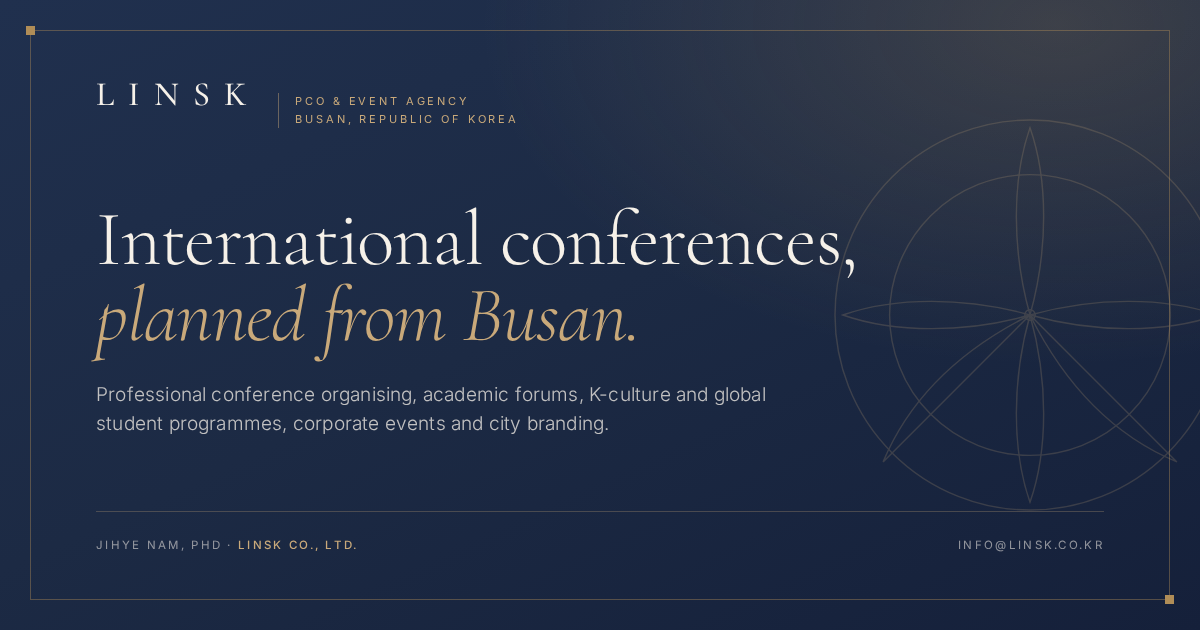 LINSK
PCO & EVENT AGENCY
BUSAN, REPUBLIC OF KOREA
International conferences,
planned from Busan.
Professional conference organising, academic forums, K-culture and global
student programmes, corporate events and city branding.
JIHYE NAM, PHD · LINSK CO., LTD.
INFO@LINSK.CO.KR